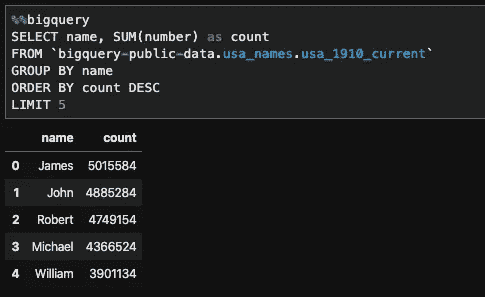 %%bigquery
SELECT name, SUM(number) as count
FROM `bigquery-public-data.usa_names.usa_1910_current`
GROUP BY name
ORDER BY count DESC
LIMIT 5
name count
0 James 5015584
1 John 4885284
2 Robert 4749154
3 Michael 4366524
4 William 3901134